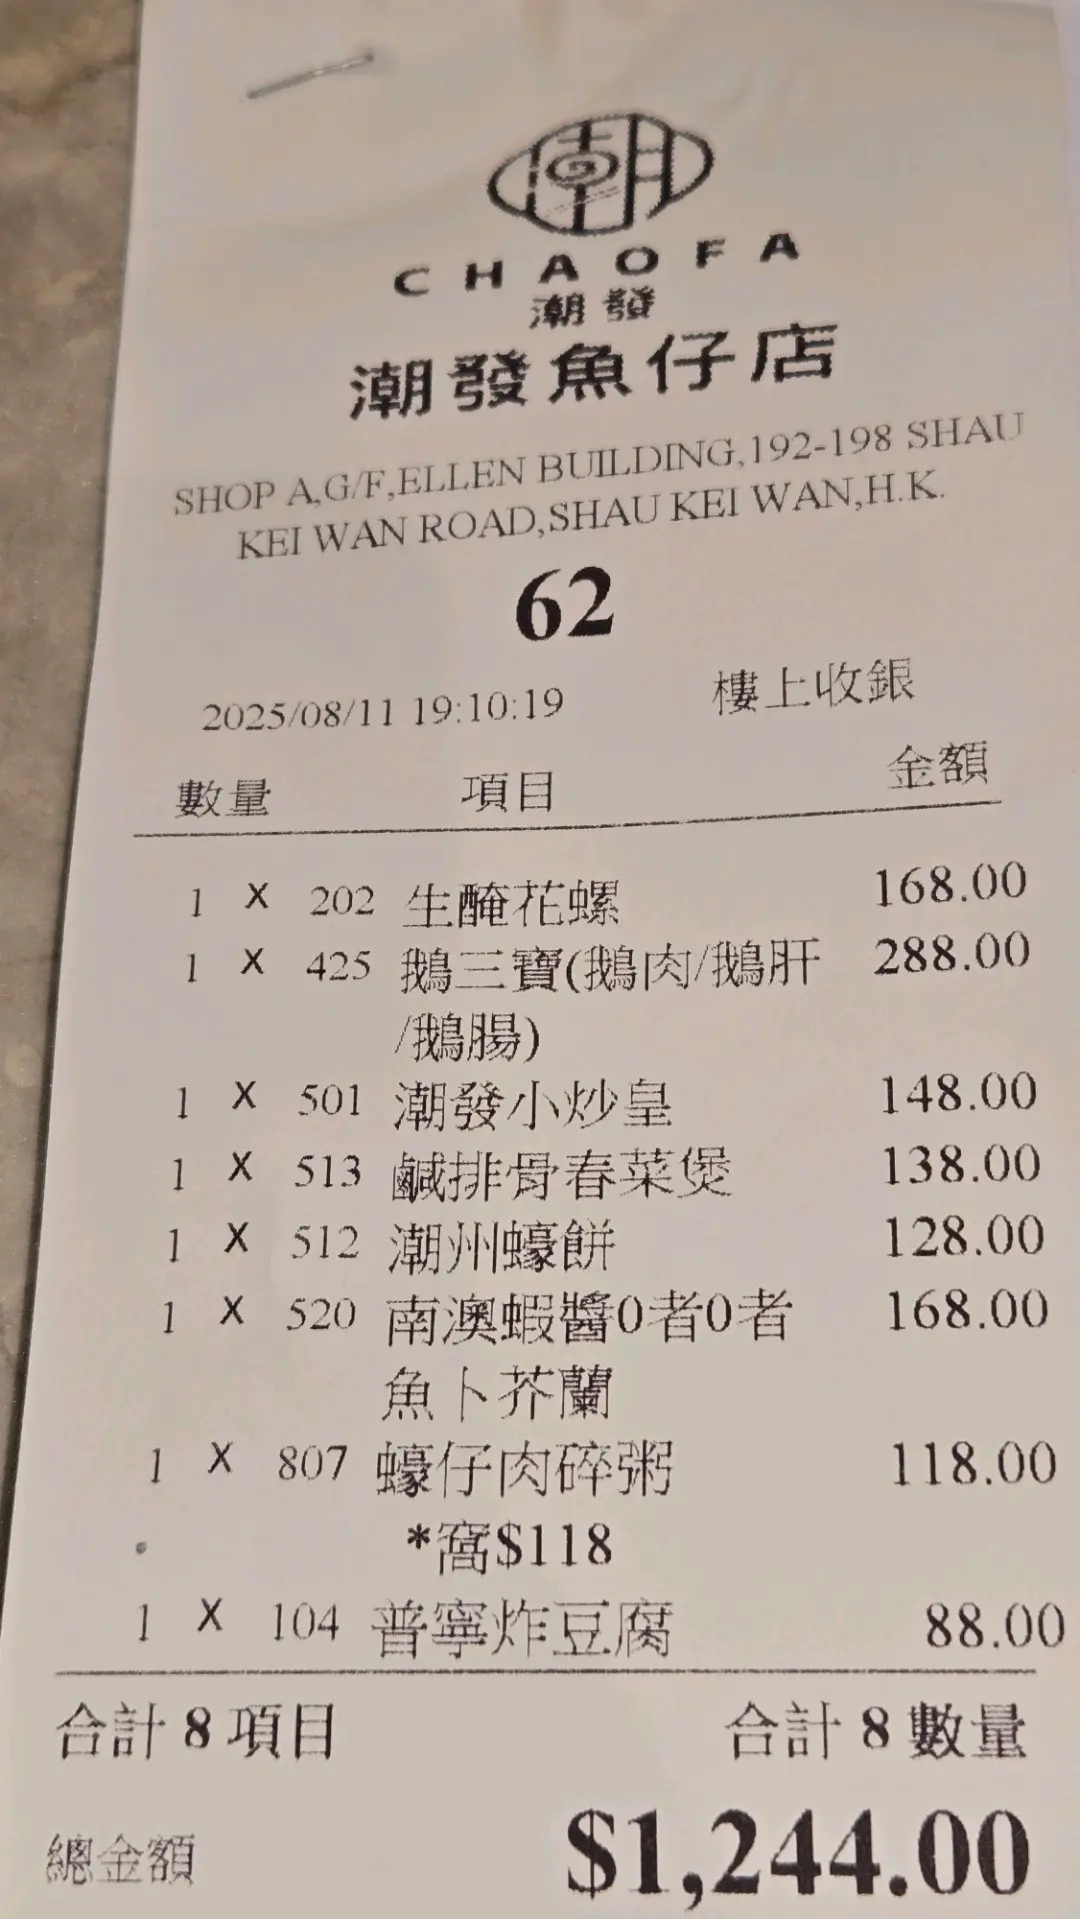 潮
CHAOFA
潮發
潮發魚仔店
SHOP A,G/F,ELLEN BUILDING,192-198 SHAU
KEI WAN ROAD,SHAU KEI WAN,H.K.
62
2025/08/11 19:10:19 樓上收銀
數量 項目 金額
1 X 202 生醃花螺 168.00
1 X 425 鵝三寶(鵝肉/鵝肝 288.00
/鵝腸)
1 X 501 潮發小炒皇 148.00
1 X 513 鹹排骨春菜煲 138.00
1 X 512 潮州蠔餅 128.00
1 X 520 南澳蝦醬0者0者 168.00
魚卜芥蘭
1 X 807 蠔仔肉碎粥 118.00
*窩$118
1 X 104 普寧炸豆腐 88.00
合計 8 項目 合計 8 數量
總金額 $1,244.00